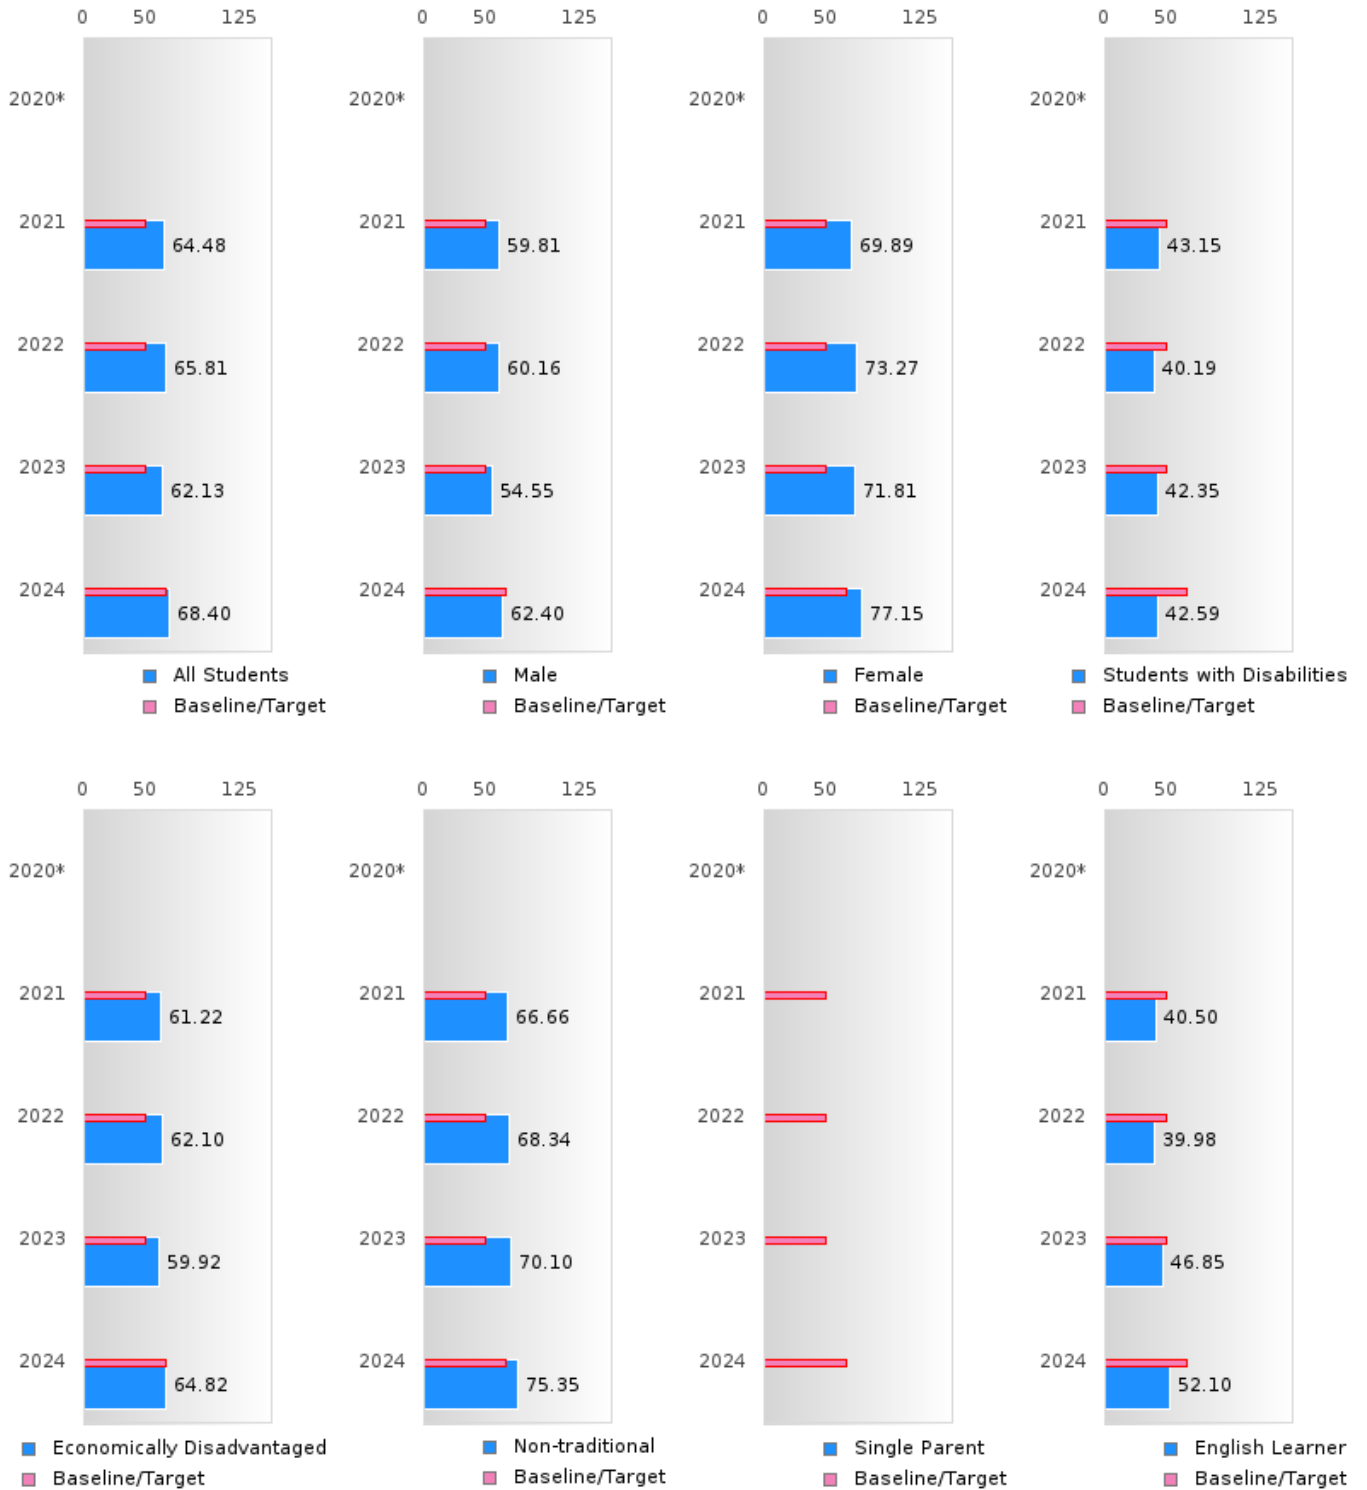 0 50 125 0 50 125 0 50 125 0 50 125
2020* 2020* 2020* 2020*
2021 2021 2021 2021
64.48 59.81 69.89 43.15
2022 2022 2022 2022
65.81 60.16 73.27 40.19
2023 2023 2023 2023
62.13 54.55 71.81 42.35
2024 2024 2024 2024
68.40 62.40 77.15 42.59
All Students Male Female Students with Disabilities
Baseline/Target Baseline/Target Baseline/Target Baseline/Target
0 50 125 0 50 125 0 50 125 0 50 125
2020* 2020* 2020* 2020*
2021 2021 2021 2021
61.22 66.66 40.50
2022 2022 2022 2022
62.10 68.34 39.98
2023 2023 2023 2023
59.92 70.10 46.85
2024 2024 2024 2024
64.82 75.35 52.10
Economically Disadvantaged Non-traditional Single Parent English Learner
Baseline/Target Baseline/Target Baseline/Target Baseline/Target